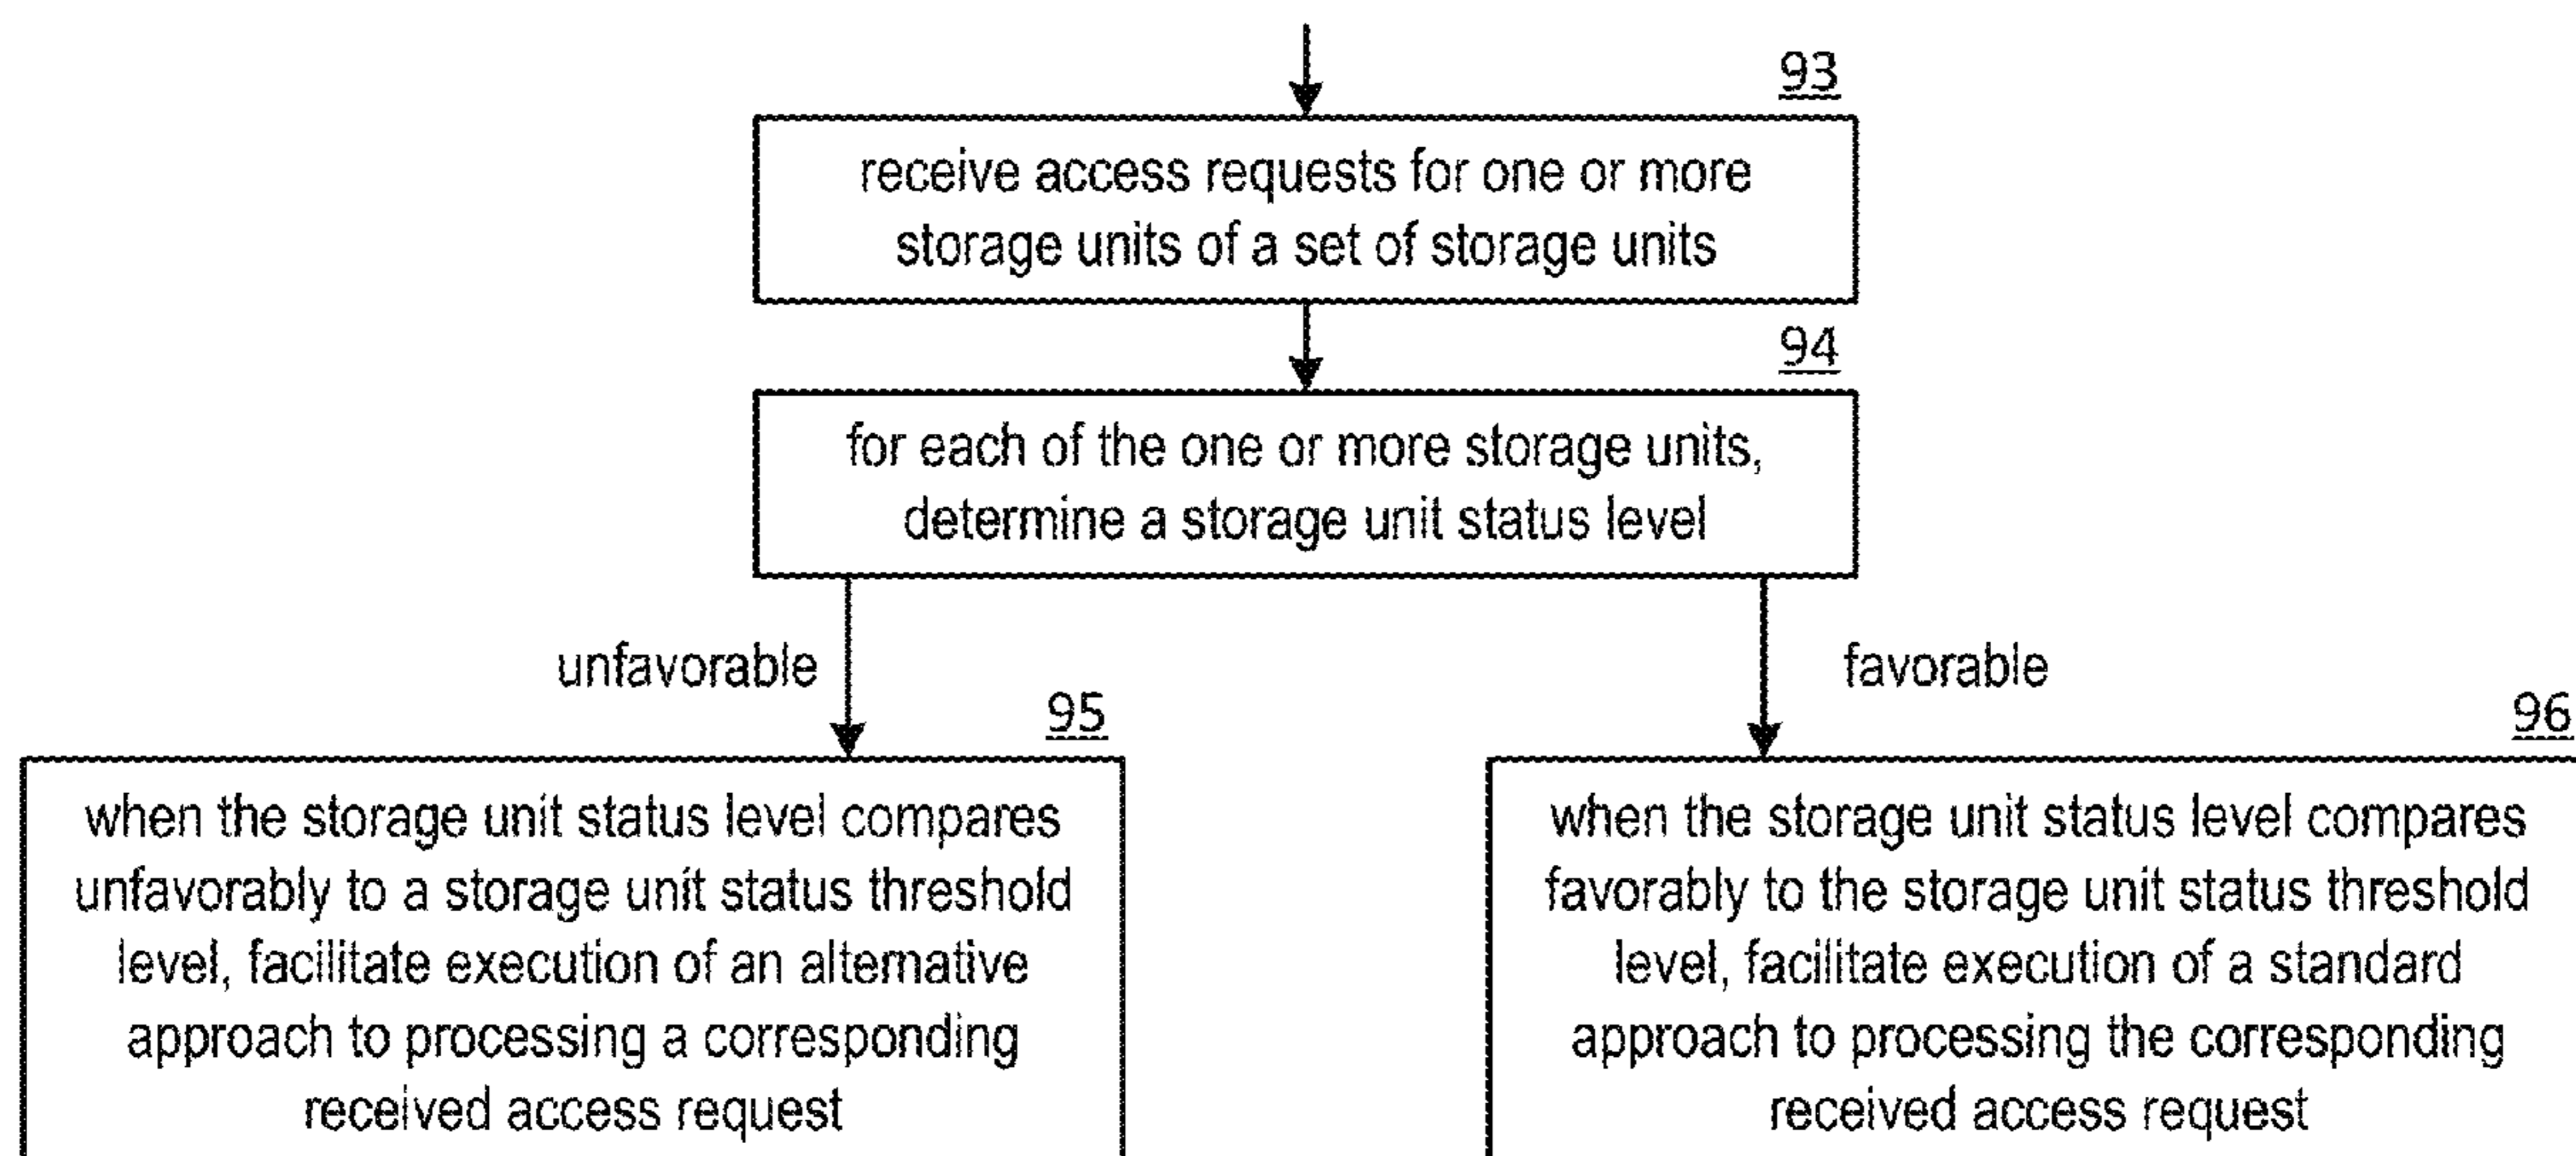 93
receive access requests for one or more
storage units of a set of storage units
94
for each of the one or more storage units,
determine a storage unit status level
unfavorable
favorable
95
when the storage unit status level compares
unfavorably to a storage unit status threshold
level, facilitate execution of an alternative
approach to processing a corresponding
received access request
96
when the storage unit status level compares
favorably to the storage unit status threshold
level, facilitate execution of a standard
approach to processing the corresponding
received access request